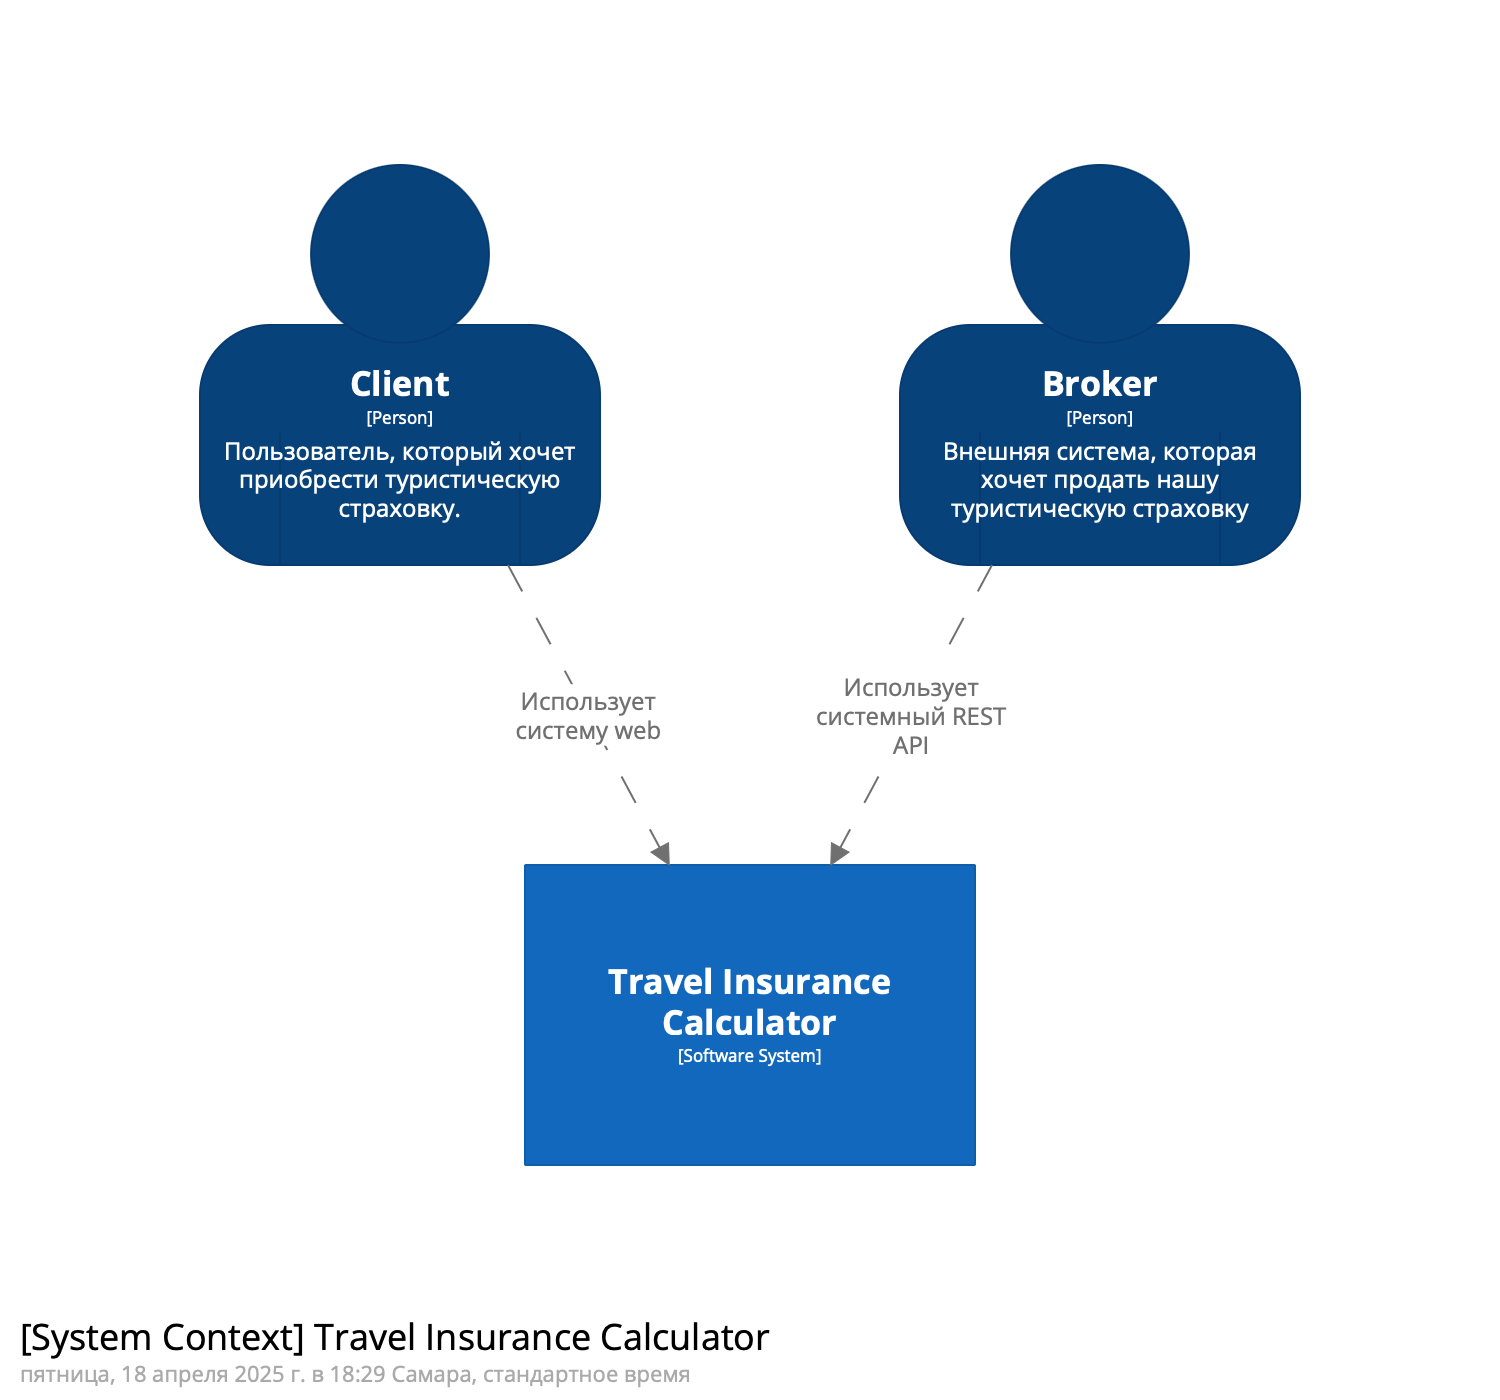 Client
[Person]
Пользователь, который хочет
приобрести туристическую
страховку.
Broker
[Person]
Внешняя система, которая
хочет продать нашу
туристическую страховку
Использует
систему web
Использует
системный REST
API
Travel Insurance
Calculator
[Software System]
[System Context] Travel Insurance Calculator
пятница, 18 апреля 2025 г. в 18:29 Самара, стандартное время